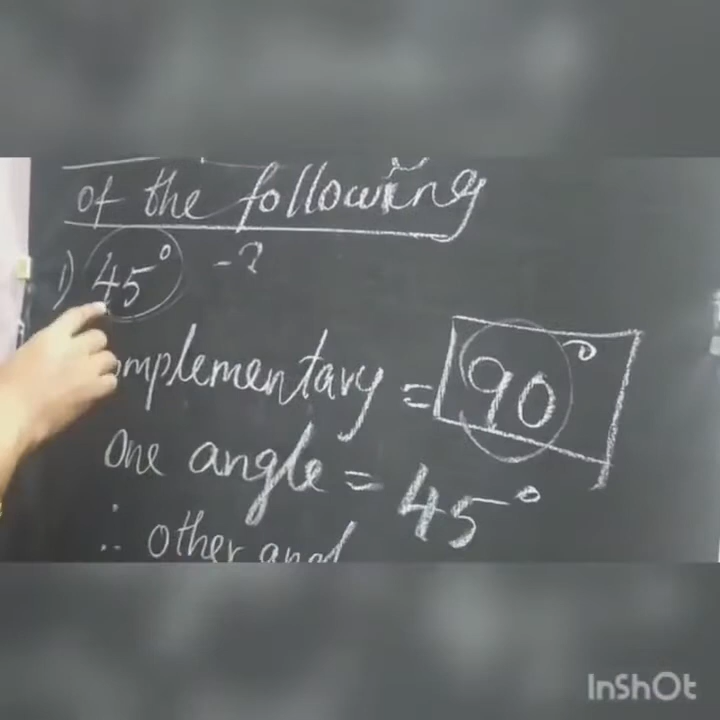 of the following
1) 45° - ?
omplementary = 90°
One angle = 45°
∴ other angl
InShOt